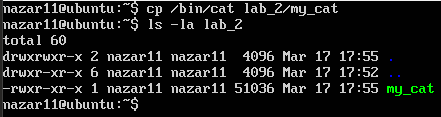 nazar11@ubuntu:~$ cp /bin/cat lab_2/my_cat
nazar11@ubuntu:~$ ls -la lab_2
total 60
drwxrwxr-x 2 nazar11 nazar11  4096 Mar 17 17:55 .
drwxr-xr-x 6 nazar11 nazar11  4096 Mar 17 17:52 ..
-rwxr-xr-x 1 nazar11 nazar11 51036 Mar 17 17:55 my_cat
nazar11@ubuntu:~$